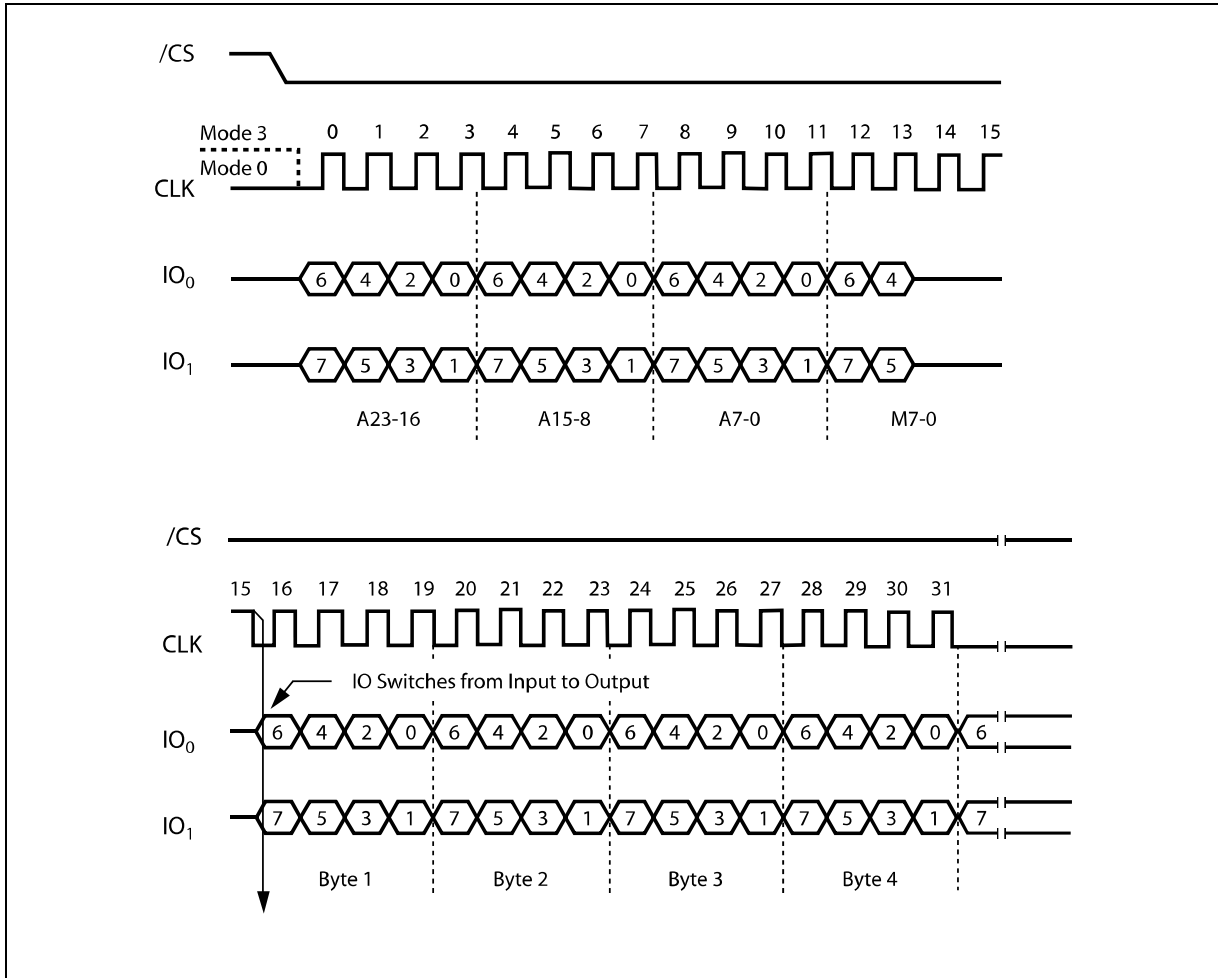 /CS
Mode 3
0 1 2 3 4 5 6 7 8 9 10 11 12 13 14 15
Mode 0
CLK
IO0 6 4 2 0 6 4 2 0 6 4 2 0 6 4
IO1 7 5 3 1 7 5 3 1 7 5 3 1 7 5
A23-16 A15-8 A7-0 M7-0
/CS
15 16 17 18 19 20 21 22 23 24 25 26 27 28 29 30 31
CLK
IO Switches from Input to Output
IO0 6 4 2 0 6 4 2 0 6 4 2 0 6 4 2 0 6
IO1 7 5 3 1 7 5 3 1 7 5 3 1 7 5 3 1 7
Byte 1 Byte 2 Byte 3 Byte 4